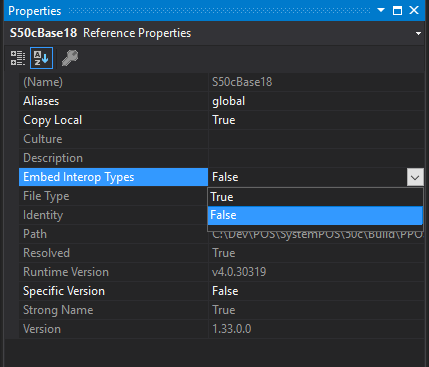 Properties
S50cBase18 Reference Properties
(Name) S50cBase18
Aliases global
Copy Local True
Culture
Description
Embed Interop Types False
File Type True
Identity False
Path C:\Dev\POS\SystemPOS\50c\Build\PPO
Resolved True
Runtime Version v4.0.30319
Specific Version False
Strong Name True
Version 1.33.0.0